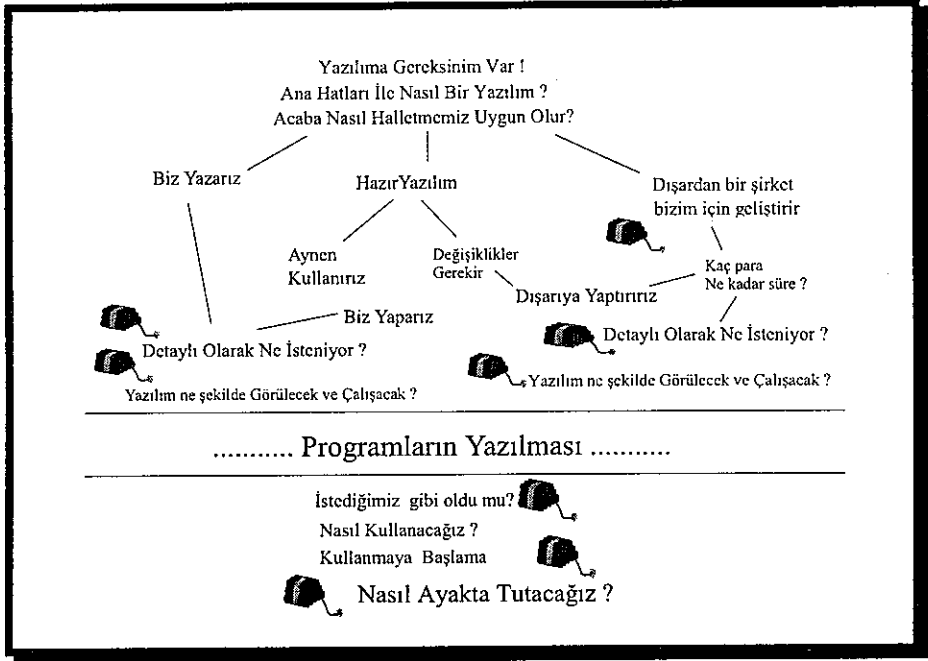 Yazılıma Gereksinim Var !
Ana Hatları İle Nasıl Bir Yazılım ?
Acaba Nasıl Halletmemiz Uygun Olur?
Biz Yazarız
HazırYazılım
Dışardan bir şirket
bizim için geliştirir
Aynen
Kullanırız
Değişiklikler
Gerekir
Kaç para
Ne kadar süre ?
Dışarıya Yaptırırız
Biz Yaparız
Detaylı Olarak Ne İsteniyor ?
Detaylı Olarak Ne İsteniyor ?
Yazılım ne şekilde Görülecek ve Çalışacak ?
Yazılım ne şekilde Görülecek ve Çalışacak ?
........... Programların Yazılması ...........
İstediğimiz gibi oldu mu?
Nasıl Kullanacağız ?
Kullanmaya Başlama
Nasıl Ayakta Tutacağız ?